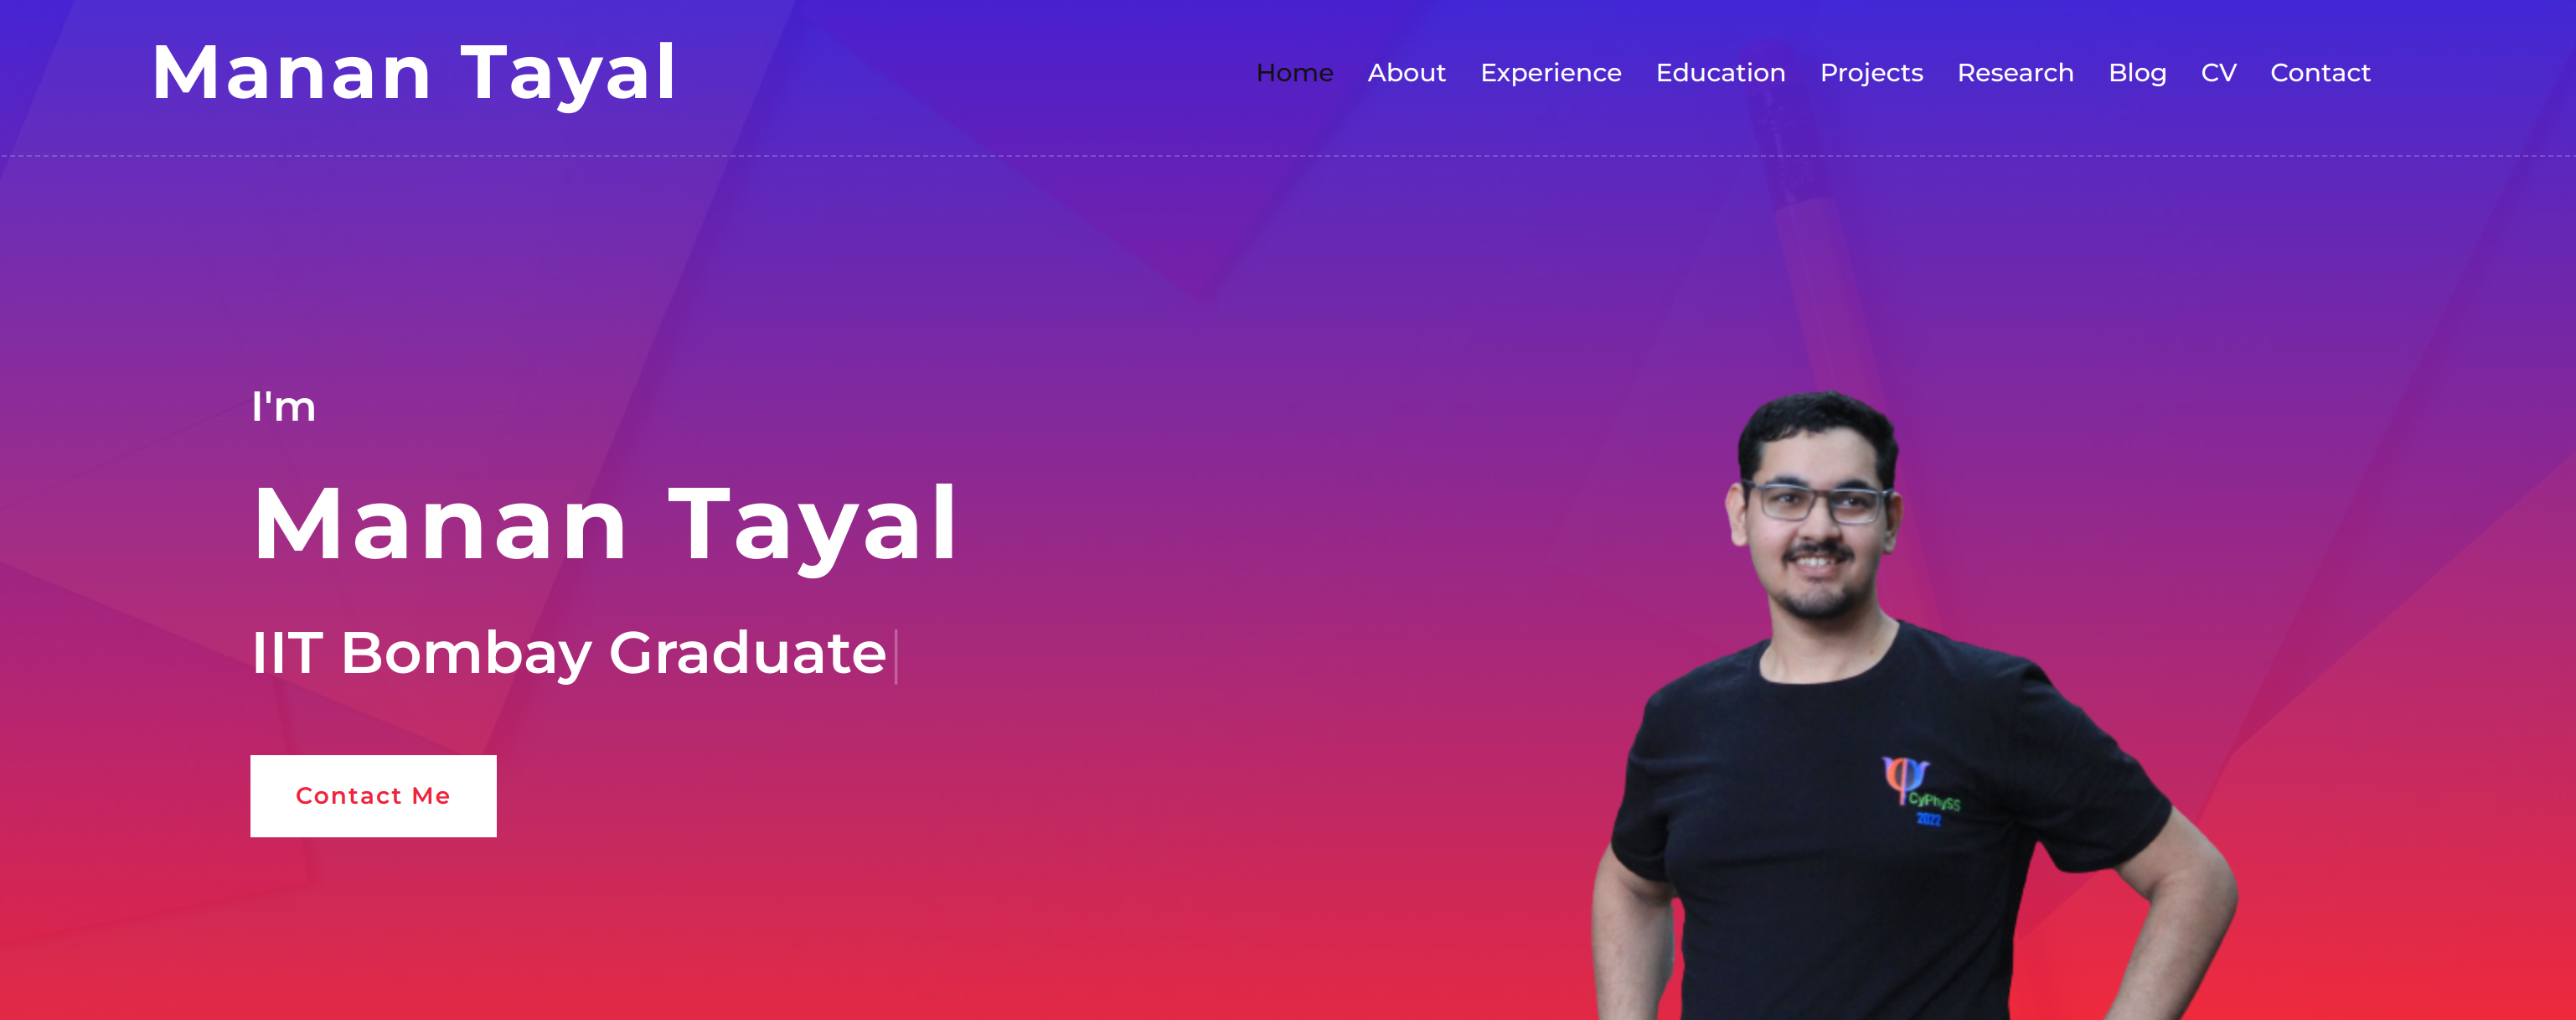 Manan Tayal
Home About Experience Education Projects Research Blog CV Contact
I'm
Manan Tayal
IIT Bombay Graduate
Contact Me
CyPhySS
2022